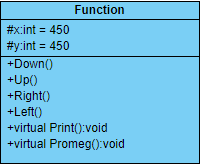 Function
#x:int = 450
#y:int = 450
+Down()
+Up()
+Right()
+Left()
+virtual Print():void
+virtual Promeg():void